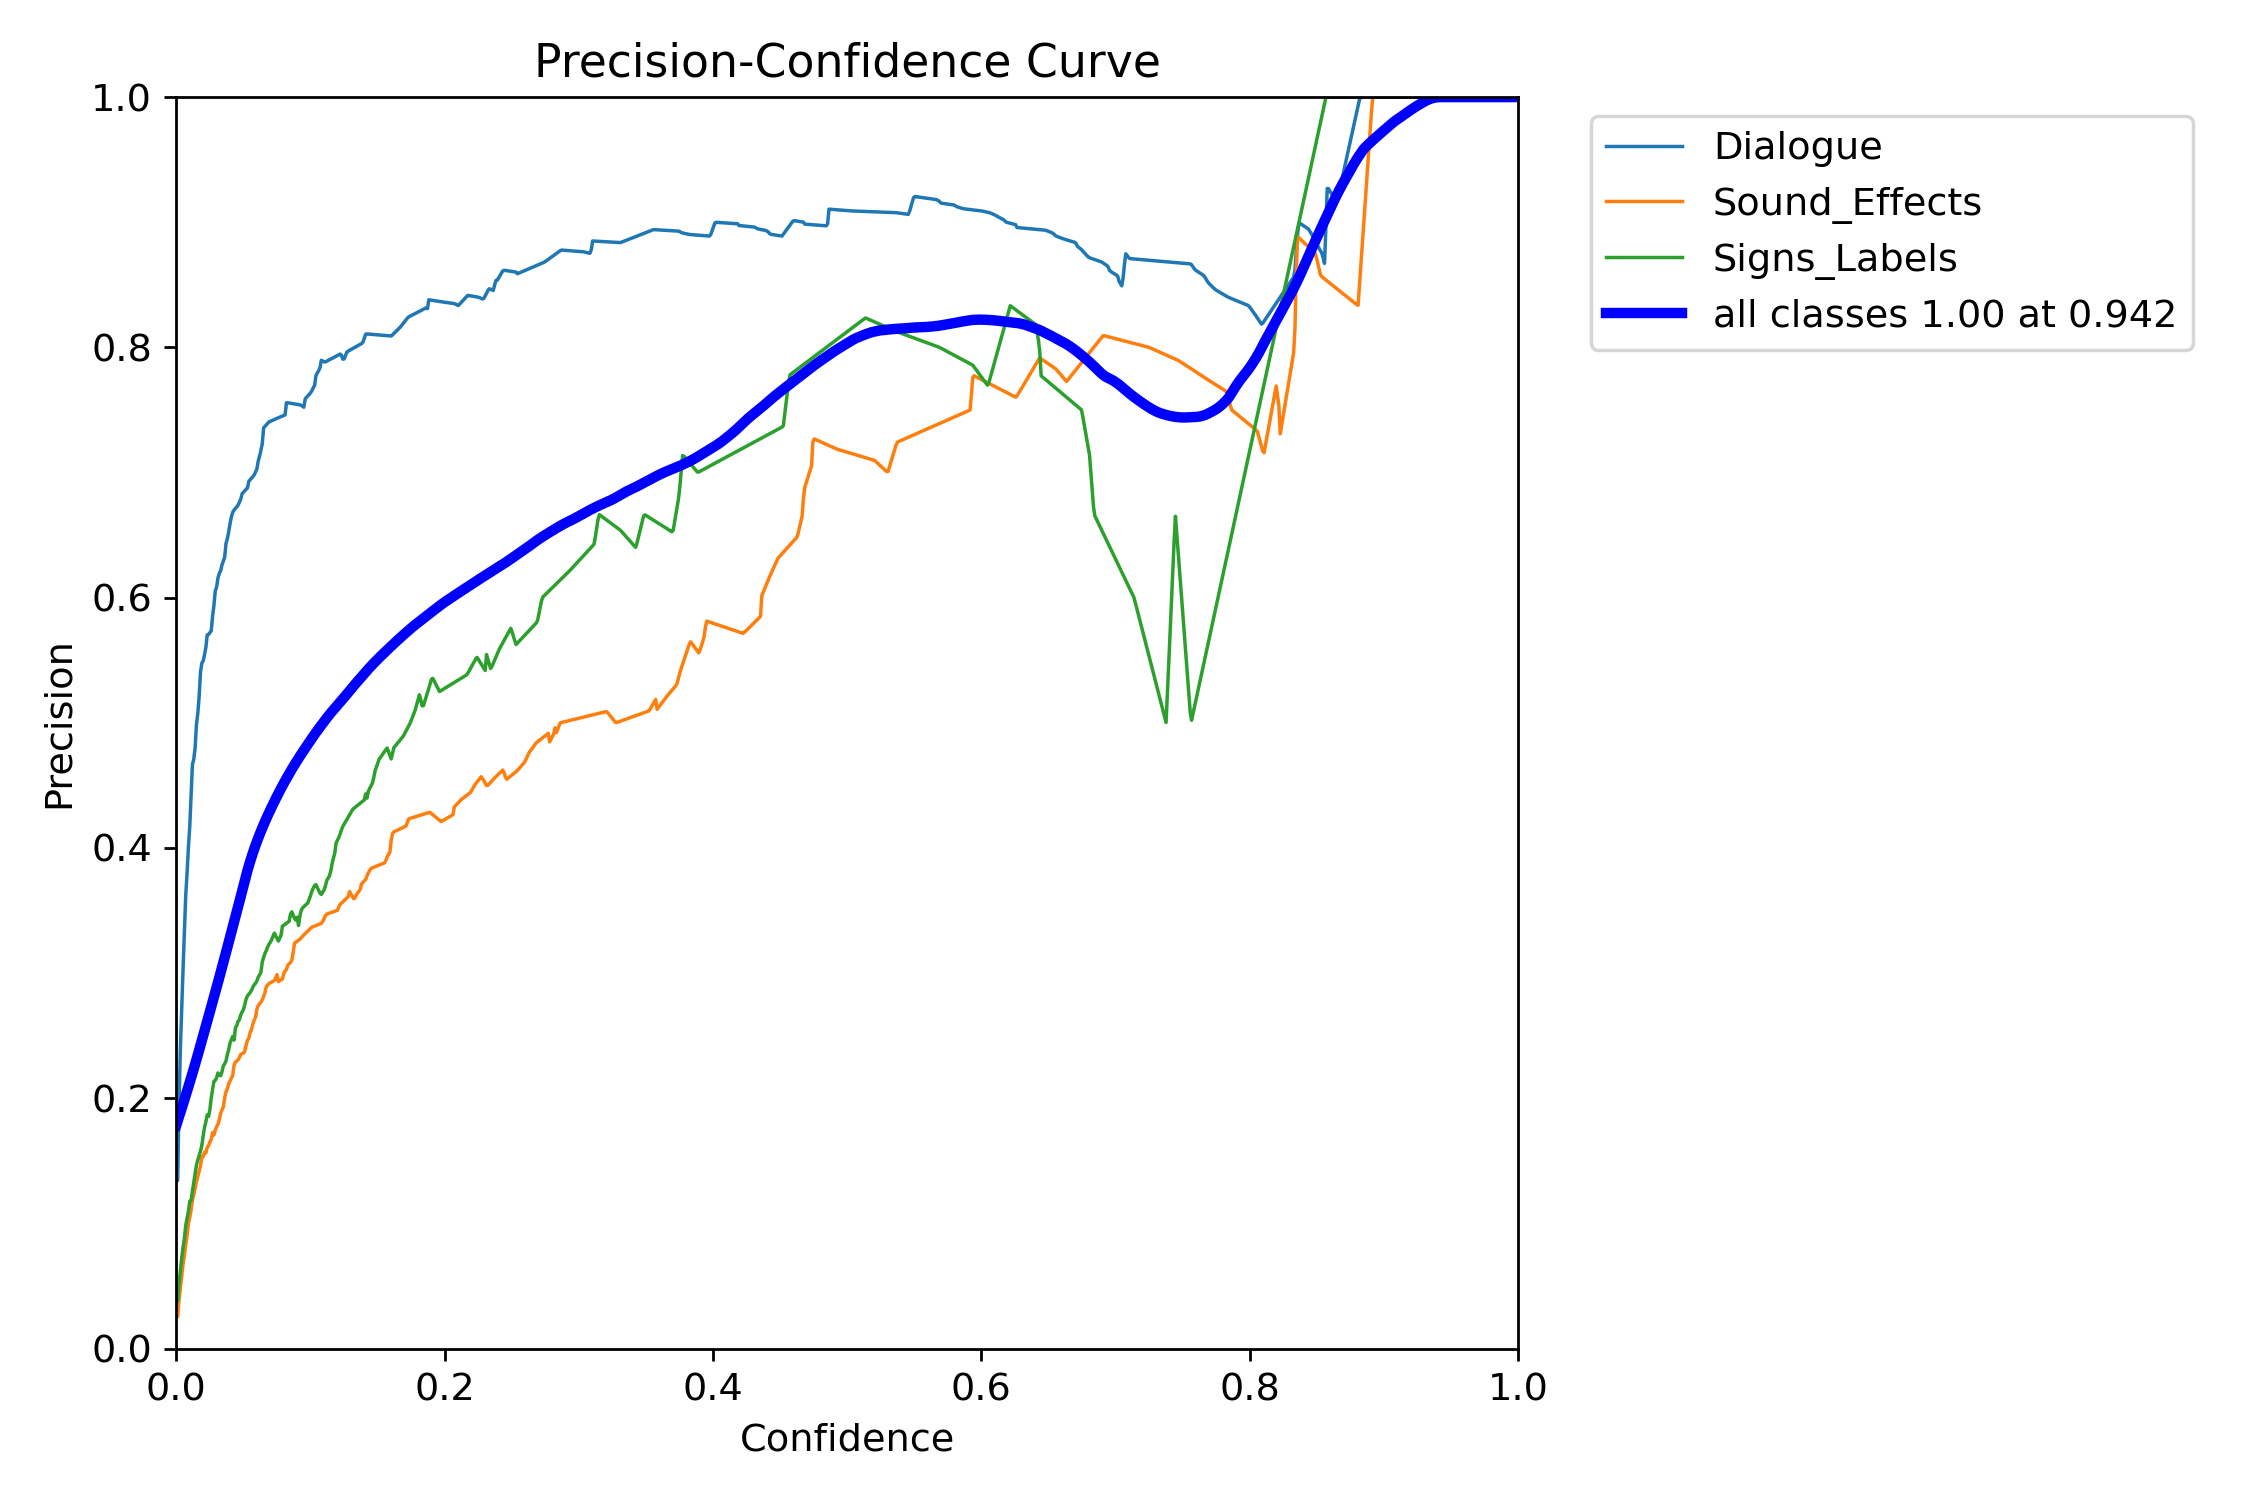 Precision-Confidence Curve
1.0
0.8
0.6
0.4
0.2
0.0
Precision
0.0 0.2 0.4 0.6 0.8 1.0
Confidence
Dialogue
Sound_Effects
Signs_Labels
all classes 1.00 at 0.942